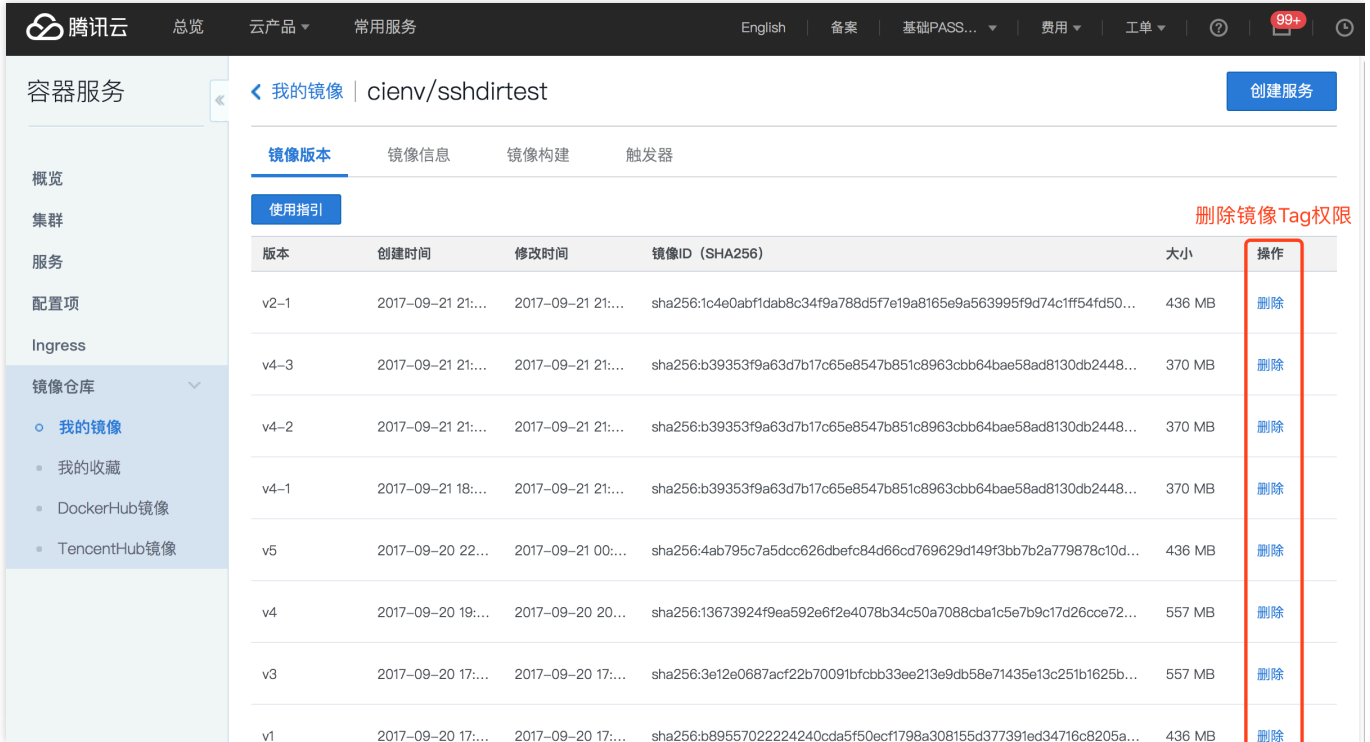 腾讯云 总览 云产品 常用服务 English 备案 基础PASS... 费用 工单 99+
容器服务
我的镜像 cienv/sshdirtest 创建服务
镜像版本 镜像信息 镜像构建 触发器
概览
使用指引
删除镜像Tag权限
集群
版本 创建时间 修改时间 镜像ID（SHA256） 大小 操作
服务
配置项
v2-1 2017-09-21 21:... 2017-09-21 21:... sha256:1c4e0abf1dab8c34f9a788d5f7e19a8165e9a563995f9d74c1ff54fd50... 436 MB 删除
Ingress
v4-3 2017-09-21 21:... 2017-09-21 21:... sha256:b39353f9a63d7b17c65e8547b851c8963cbb64bae58ad8130db2448... 370 MB 删除
镜像仓库
我的镜像
v4-2 2017-09-21 21:... 2017-09-21 21:... sha256:b39353f9a63d7b17c65e8547b851c8963cbb64bae58ad8130db2448... 370 MB 删除
我的收藏
v4-1 2017-09-21 18:... 2017-09-21 21:... sha256:b39353f9a63d7b17c65e8547b851c8963cbb64bae58ad8130db2448... 370 MB 删除
DockerHub镜像
TencentHub镜像
v5 2017-09-20 22... 2017-09-21 00:... sha256:4ab795c7a5dcc626dbefc84d66cd769629d149f3bb7b2a779878c10d... 436 MB 删除
v4 2017-09-20 19:... 2017-09-20 20... sha256:13673924f9ea592e6f2e4078b34c50a7088cba1c5e7b9c17d26cce72... 557 MB 删除
v3 2017-09-20 17:... 2017-09-20 17:... sha256:3e12e0687acf22b70091bfcbb33ee213e9db58e71435e13c251b1625b... 557 MB 删除
v1 2017-09-20 17:... 2017-09-20 17:... sha256:b89557022224240cda5f50ecf1798a308155d377391ed34716c8205a... 436 MB 删除